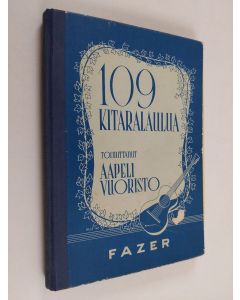 109
KITARALAULUA
TOIMITTANUT
AAPELI
VUORISTO
FAZER